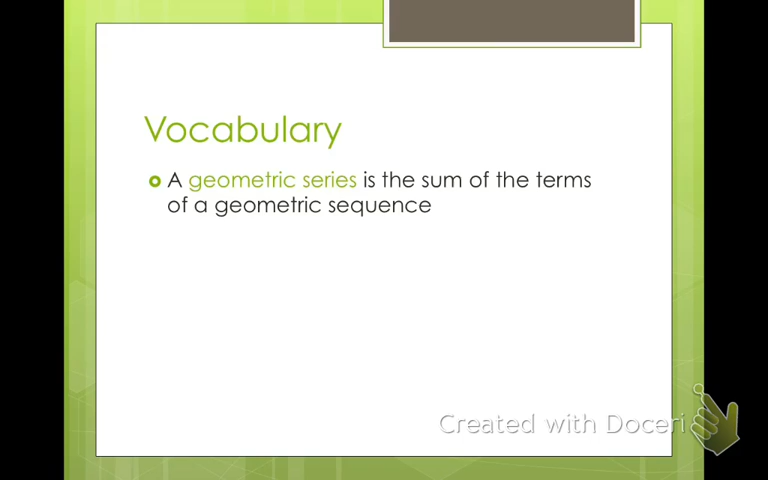 Vocabulary
A geometric series is the sum of the terms
of a geometric sequence
Created with Doceri